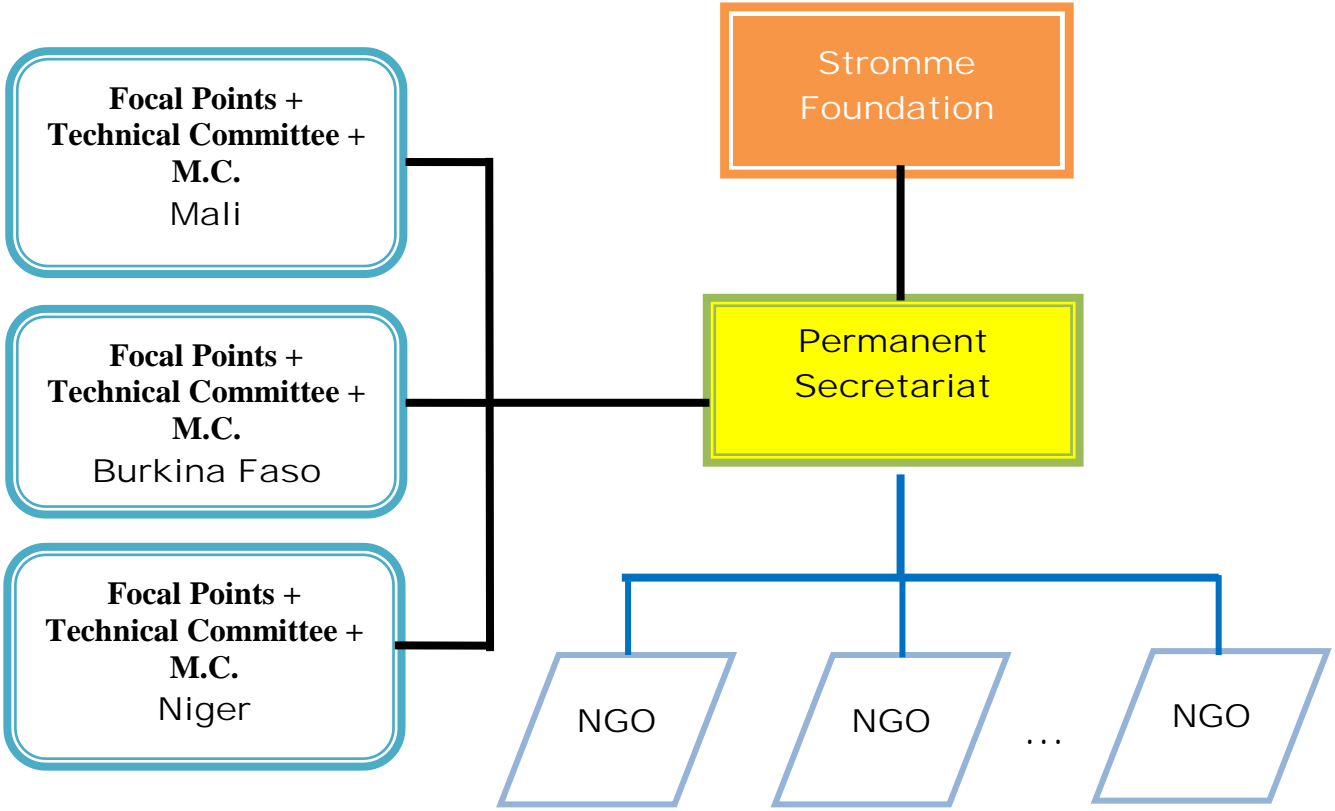 Stromme
Foundation
Focal Points +
Technical Committee +
M.C.
Mali
Permanent
Secretariat
Focal Points +
Technical Committee +
M.C.
Burkina Faso
Focal Points +
Technical Committee +
M.C.
Niger
NGO
NGO
...
NGO